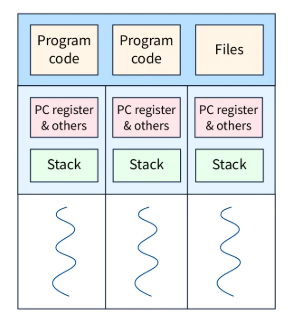 Program
code
Program
code
Files
PC register
& others
PC register
& others
PC register
& others
Stack
Stack
Stack